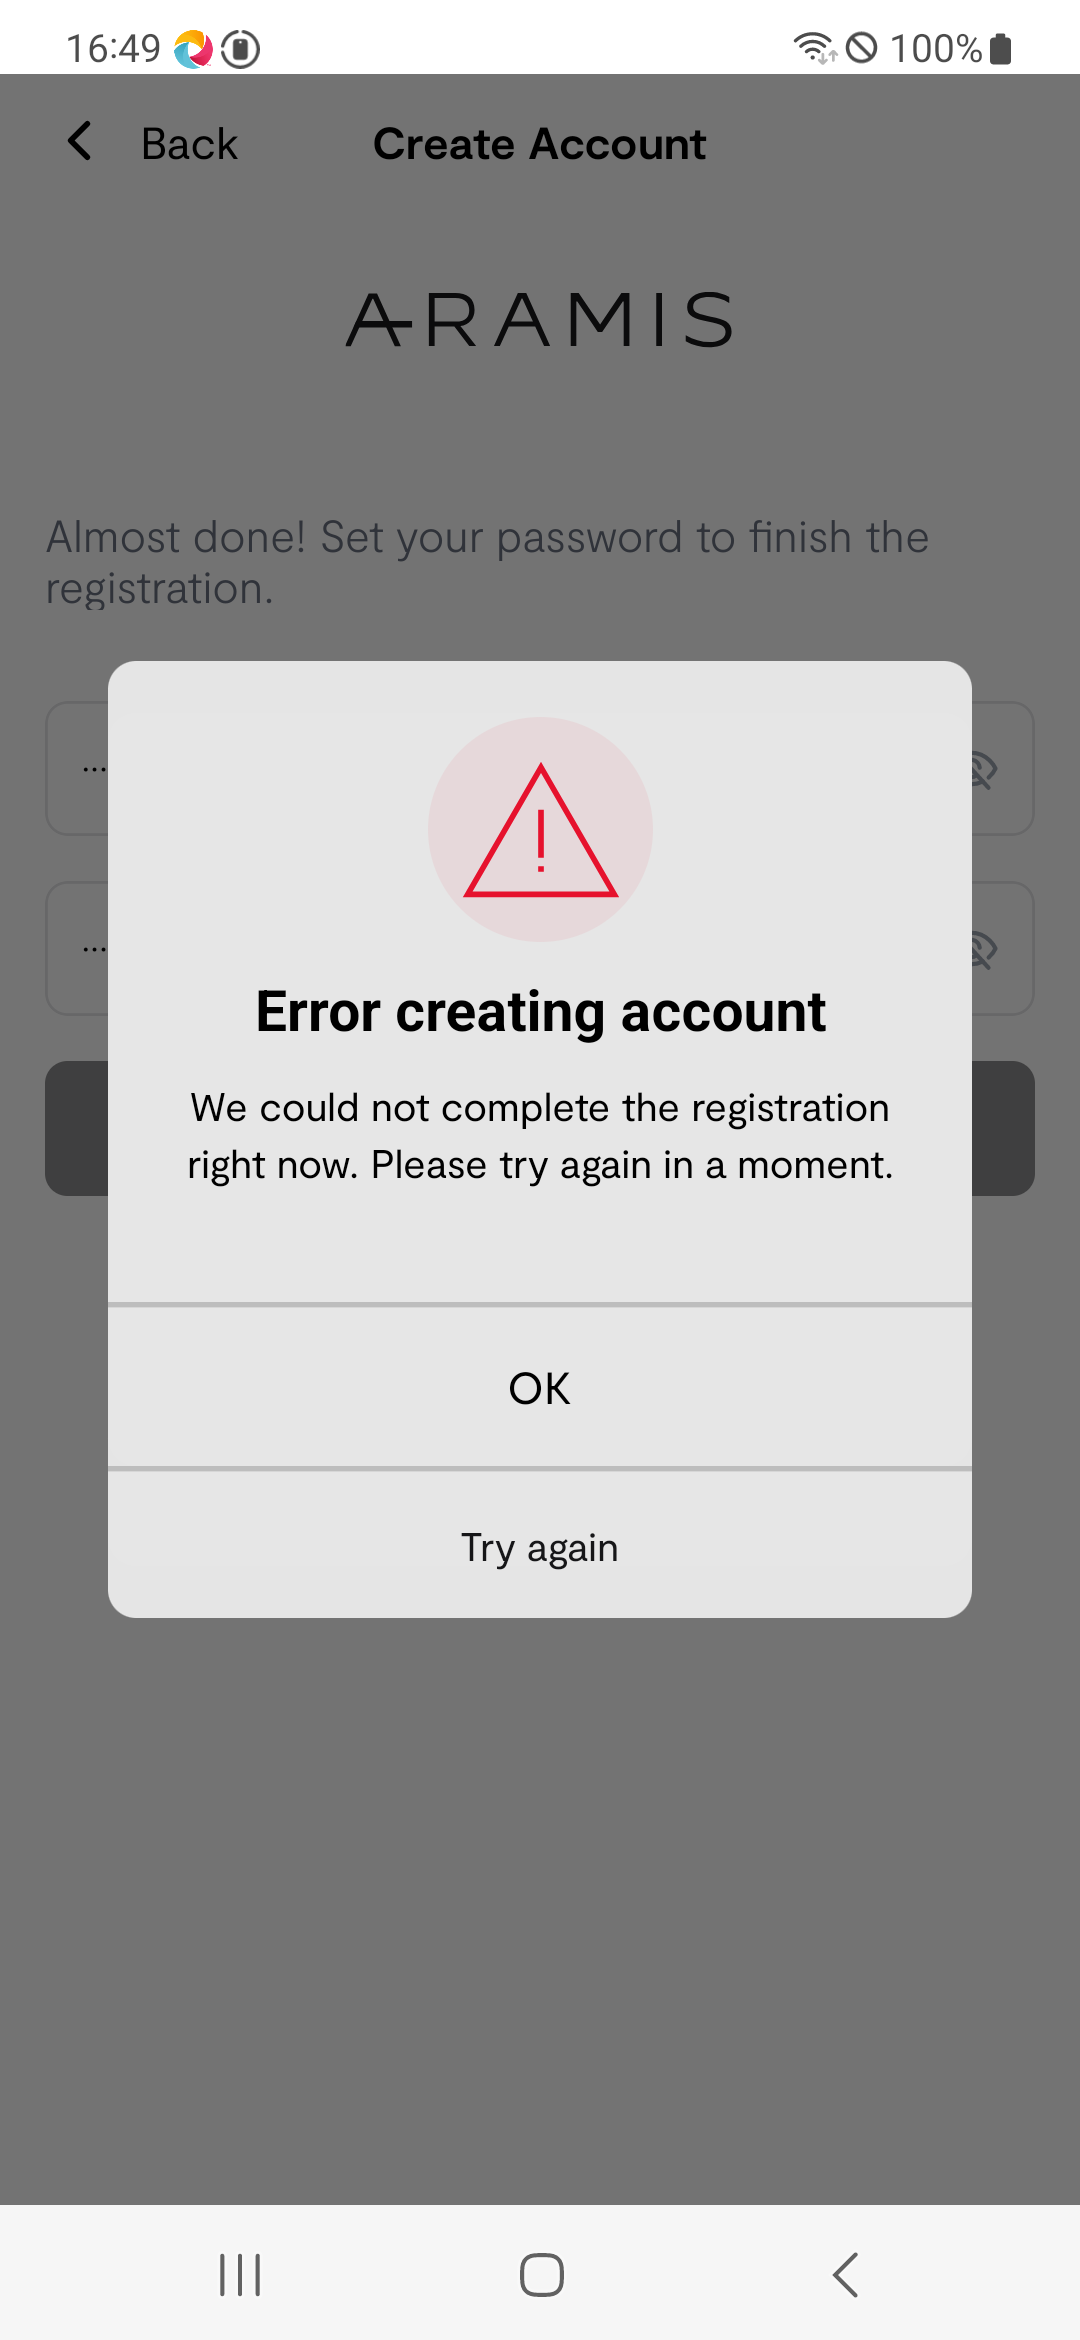 16:49
100%
Back
Create Account
ARAMIS
Almost done! Set your password to finish the
registration.
Error creating account
We could not complete the registration
right now. Please try again in a moment.
OK
Try again